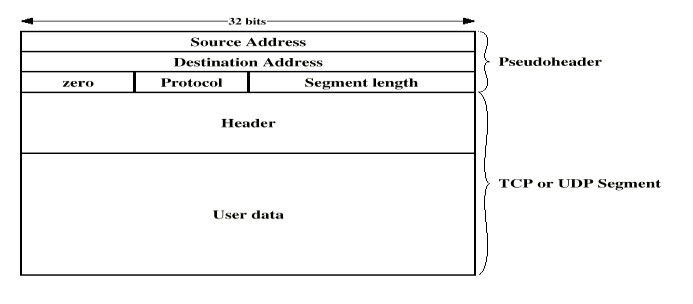 32 bits
Source Address
Destination Address
Pseudoheader
zero Protocol Segment length
Header
TCP or UDP Segment
User data